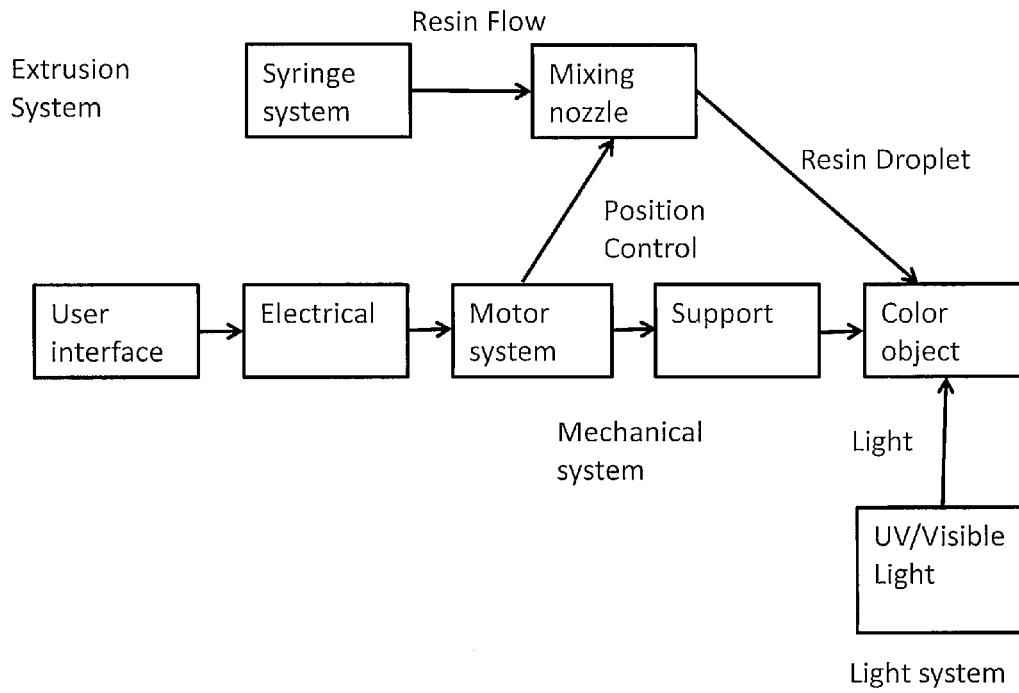 Resin Flow
Extrusion
System
Syringe
system
Mixing
nozzle
Resin Droplet
Position
Control
User
interface
Electrical
Motor
system
Support
Color
object
Mechanical
system
Light
UV/Visible
Light
Light system